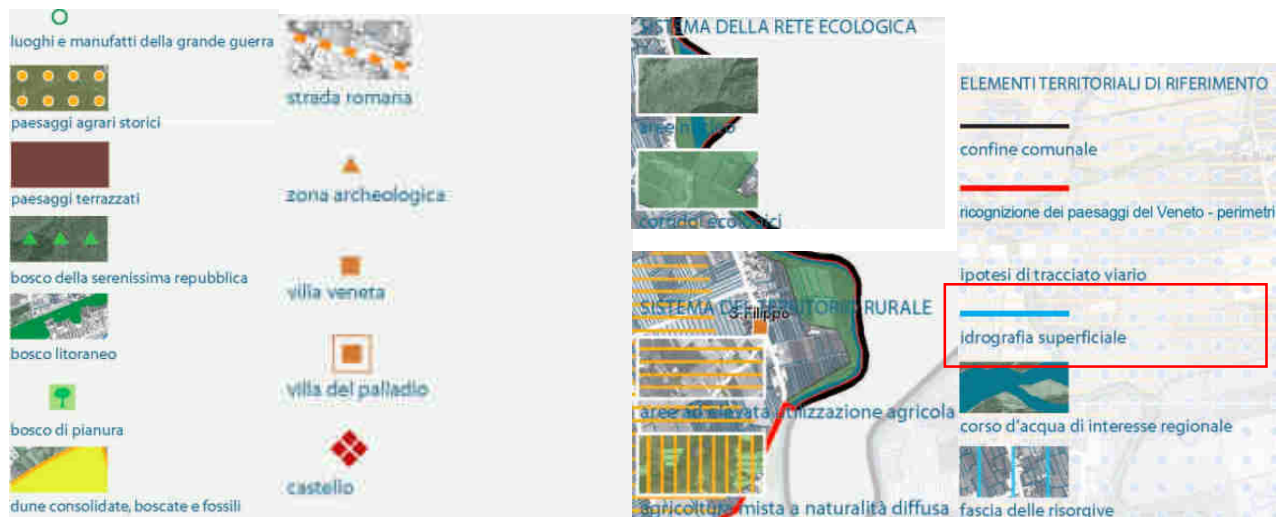 luoghi e manufatti della grande guerra
paesaggi agrari storici
paesaggi terrazzati
bosco della serenissima repubblica
bosco litoraneo
bosco di pianura
dune consolidate, boscate e fossili
strada romana
zona archeologica
villa veneta
villa del palladio
castello
SISTEMA DELLA RETE ECOLOGICA
aree nucleo
corridoi ecologici
SISTEMA DEL TERRITORIO RURALE
S. Filippo
aree ad elevata utilizzazione agricola
agricoltura mista a naturalità diffusa
ELEMENTI TERRITORIALI DI RIFERIMENTO
confine comunale
ricognizione dei paesaggi del Veneto - perimetri
ipotesi di tracciato viario
idrografia superficiale
corso d'acqua di interesse regionale
fascia delle risorgive